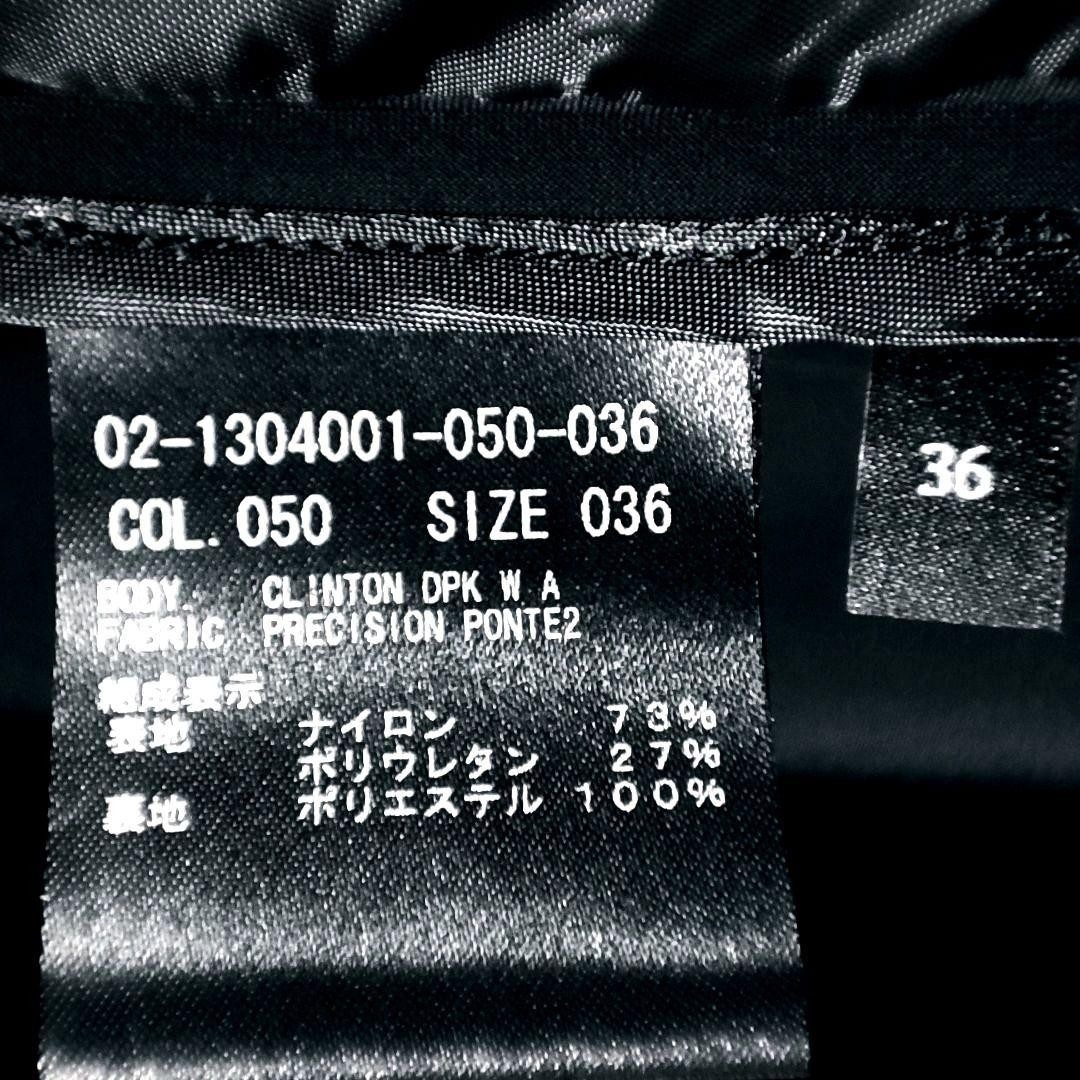 02-1304001-050-036
COL. 050 SIZE 036
BODY. CLINTON DPK W A
FABRIC PRECISION PONTE2
組成表示
表地 ナイロン 73%
ポリウレタン 27%
裏地 ポリエステル 100%
36